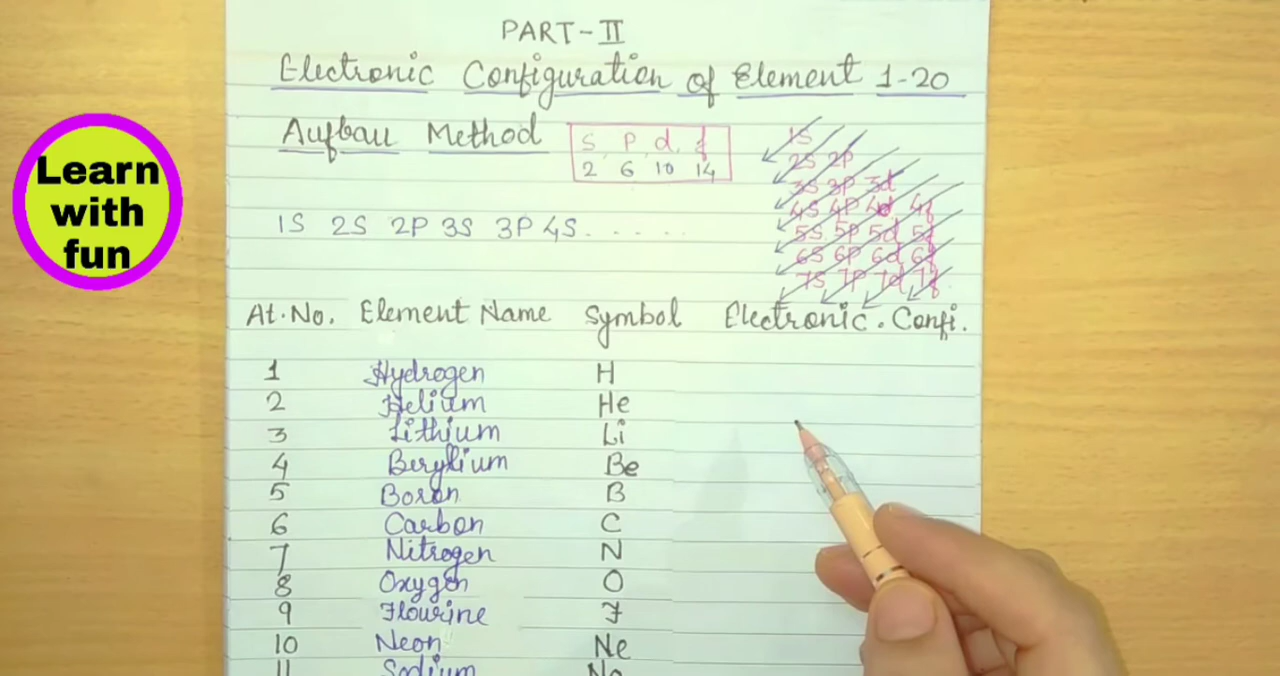 PART-II
Electronic Configuration of Element 1-20
Aufbau Method
S P d f
2 6 10 14
1S
2S 2P
3S 3P 3d
4S 4P 4d 4f
5S 5P 5d 5f
6S 6P 6d 6f
7S 7P 7d 7f
Learn
with
fun
1S 2S 2P 3S 3P 4S.....
At.No. Element Name Symbol Electronic.Confi.
1 Hydrogen H
2 Helium He
3 Lithium Li
4 Berylium Be
5 Boron B
6 Carbon C
7 Nitrogen N
8 Oxygen O
9 Flourine F
10 Neon Ne
11 Sodium Na